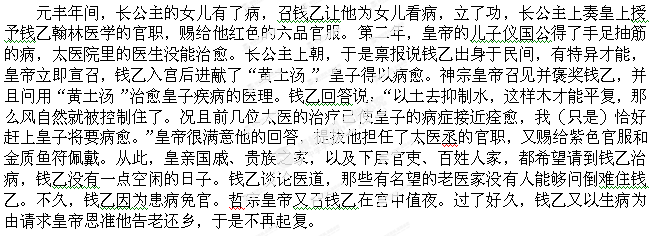 元丰年间，长公主的女儿有了病，召钱乙让他为女儿看病，立了功，长公主上奏皇上授
予钱乙翰林医学的官职，赐给他红色的六品官服。第二年，皇帝的儿子仪国公得了手足抽筋
的病，太医院里的医生没能治愈。长公主上朝，于是禀报说钱乙出身于民间，有特异才能，
皇帝立即宣召，钱乙入宫后进献了“黄土汤”皇子得以病愈。神宗皇帝召见并褒奖钱乙，并
且问用“黄土汤”治愈皇子疾病的医理。钱乙回答说，“以土去抑制水，这样木才能平复，那
么风自然就被控制住了。况且前几位太医的治疗已使皇子的病症接近痊愈，我（只是）恰好
赶上皇子将要病愈。”皇帝很满意他的回答，提拔他担任了太医丞的官职，又赐给紫色官服和
金质鱼符佩戴。从此，皇亲国戚、贵族之家，以及下层官吏、百姓人家，都希望请到钱乙治
病，钱乙没有一点空闲的日子。钱乙谈论医道，那些有名望的老医家没有人能够问倒难住钱
乙。不久，钱乙因为患病免官。哲宗皇帝又召钱乙在宫中值夜。过了好久，钱乙又以生病为
由请求皇帝恩准他告老还乡，于是不再起复。